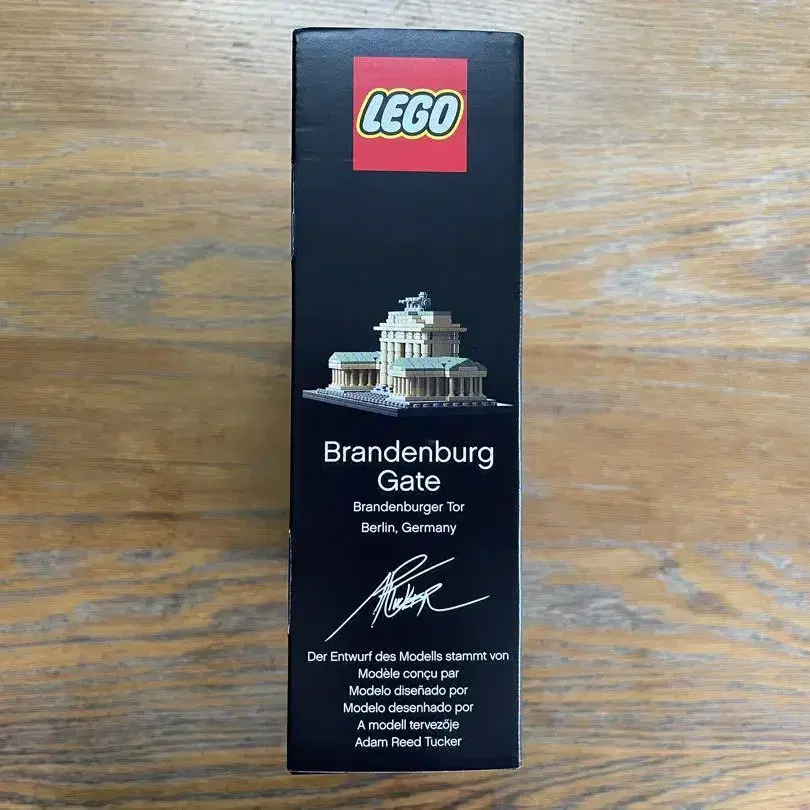 LEGO
Brandenburg
Gate
Brandenburger Tor
Berlin, Germany
APTuckeR
Der Entwurf des Modells stammt von
Modèle conçu par
Modelo diseñado por
Modelo desenhado por
A modell tervezője
Adam Reed Tucker